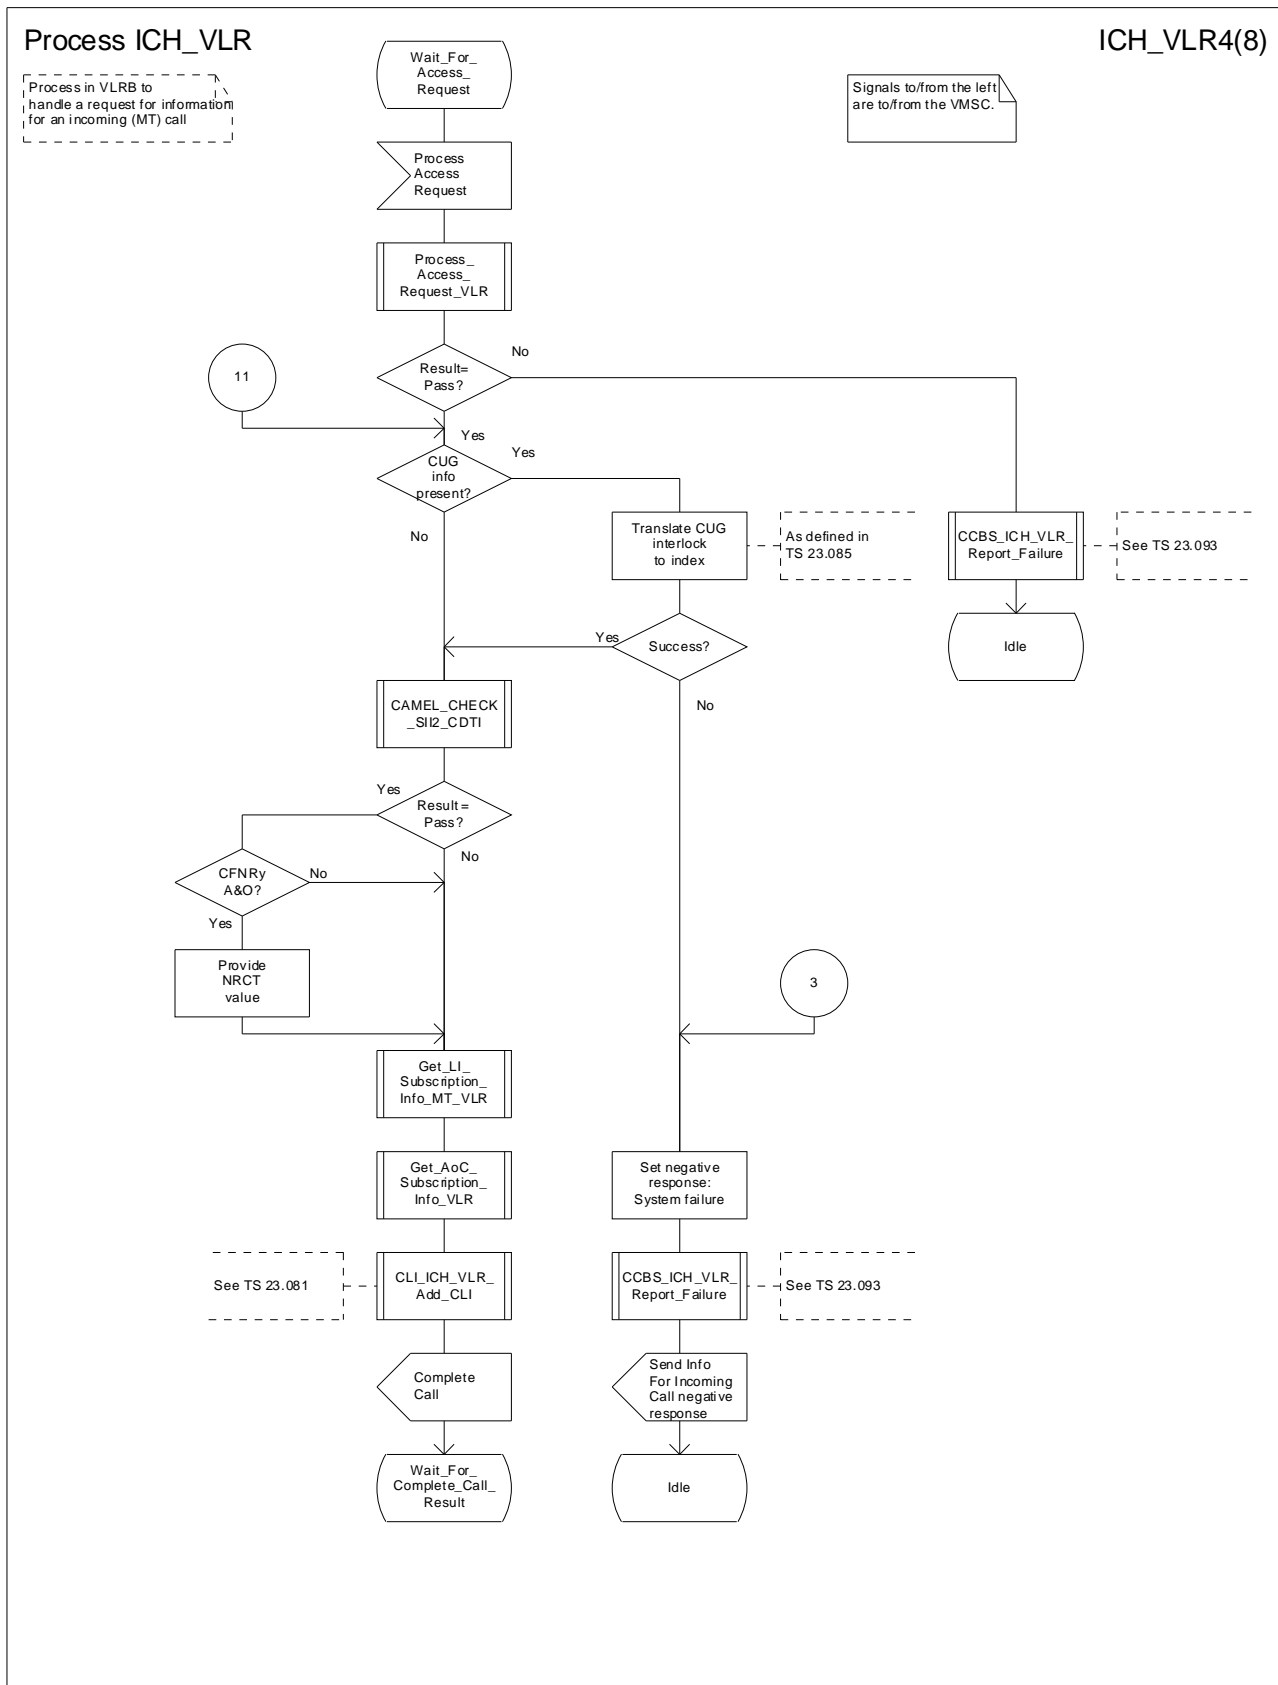 Process ICH_VLR
ICH_VLR4(8)
Process in VLRB to
handle a request for information
for an incoming (MT) call
Wait_For_
Access_
Request
Signals to/from the left
are to/from the VMSC.
Process
Access
Request
Process_
Access_
Request_VLR
No
11
Result=
Pass?
Yes
Yes
CUG
info
present?
No
Translate CUG
interlock
to index
As defined in
TS 23.085
CCBS_ICH_VLR_
Report_Failure
See TS 23.093
Yes
Success?
Idle
No
CAMEL_CHECK
_SII2_CDTI
Yes
Result=
Pass?
No
CFNRy
A&O?
No
Yes
Provide
NRCT
value
3
Get_LI_
Subscription_
Info_MT_VLR
Get_AoC_
Subscription_
Info_VLR
Set negative
response:
System failure
See TS 23.081
CLI_ICH_VLR_
Add_CLI
CCBS_ICH_VLR_
Report_Failure
See TS 23.093
Complete
Call
Send Info
For Incoming
Call negative
response
Wait_For_
Complete_Call_
Result
Idle